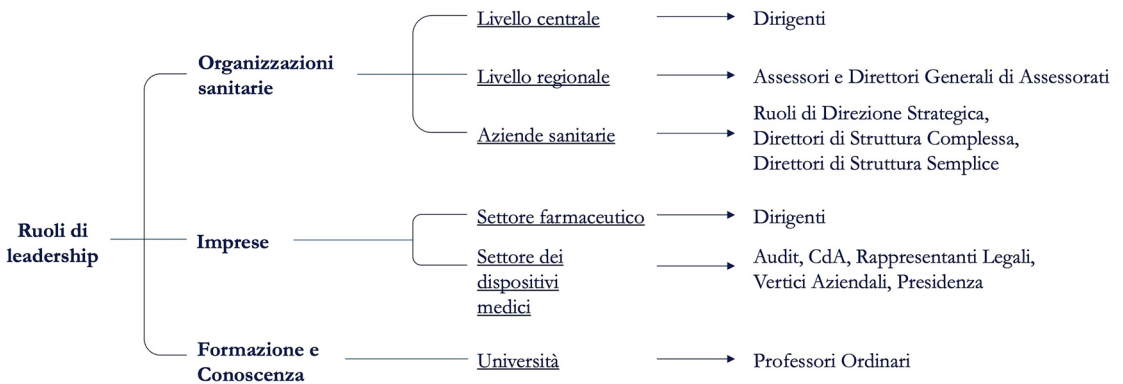 Ruoli di
leadership
Organizzazioni
sanitarie
Livello centrale
Dirigenti
Livello regionale
Assessori e Direttori Generali di Assessorati
Aziende sanitarie
Ruoli di Direzione Strategica,
Direttori di Struttura Complessa,
Direttori di Struttura Semplice
Imprese
Settore farmaceutico
Dirigenti
Settore dei
dispositivi
medici
Audit, CdA, Rappresentanti Legali,
Vertici Aziendali, Presidenza
Formazione e
Conoscenza
Università
Professori Ordinari